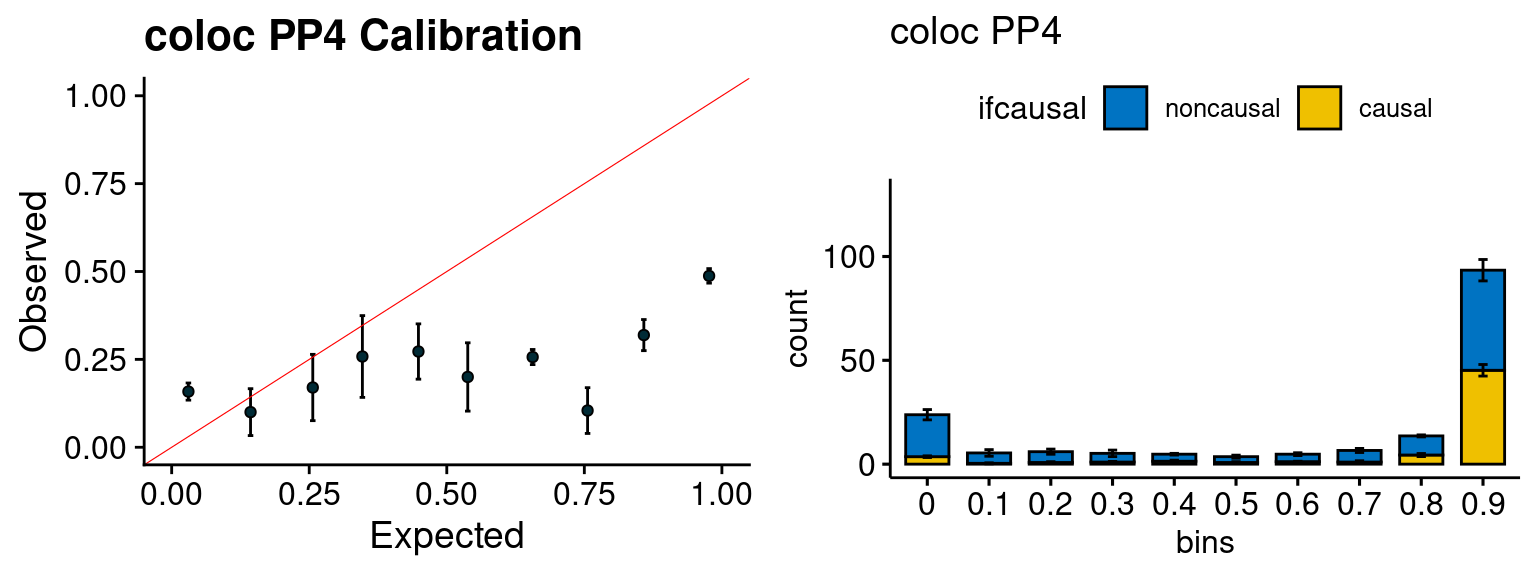 coloc PP4 Calibration
1.00
0.75
0.50
0.25
0.00
Observed
0.00 0.25 0.50 0.75 1.00
Expected
coloc PP4
ifcausal noncausal causal
100
50
0
count
0 0.1 0.2 0.3 0.4 0.5 0.6 0.7 0.8 0.9
bins